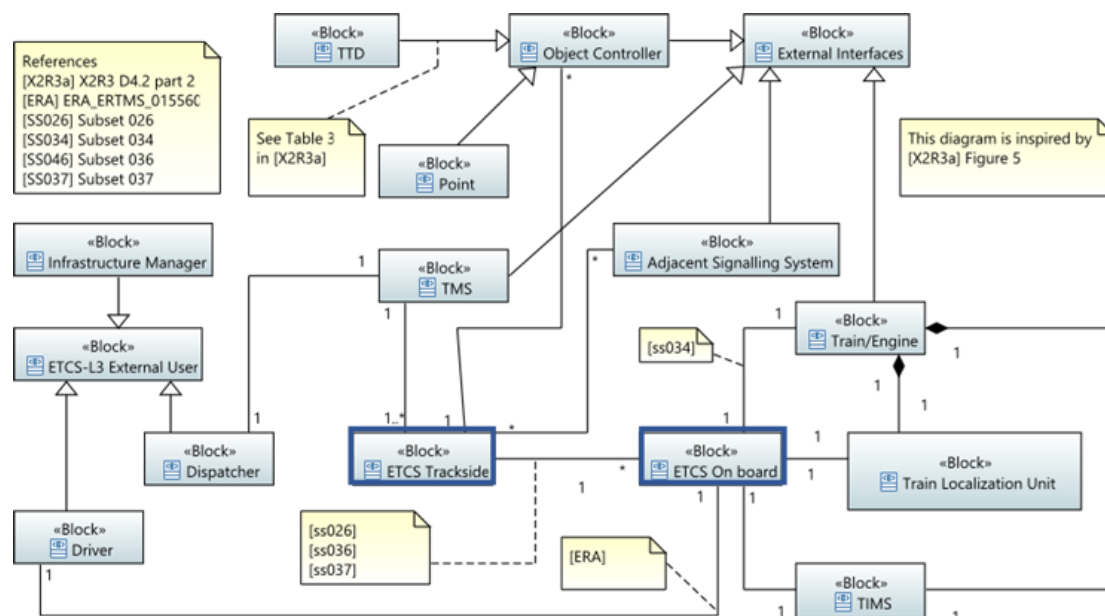 «Block»
TTD
«Block»
Object Controller
«Block»
External Interfaces
References
[X2R3a] X2R3 D4.2 part 2
[ERA] ERA_ERTMS_015560
[SS026] Subset 026
[SS034] Subset 034
[SS046] Subset 036
[SS037] Subset 037
*
See Table 3
in [X2R3a]
This diagram is inspired by
[X2R3a] Figure 5
«Block»
Point
«Block»
Infrastructure Manager
«Block»
Adjacent Signalling System
1
«Block»
TMS
*
1
«Block»
Train/Engine
1
1
[ss034]
«Block»
ETCS-L3 External User
1
1
1
1..*
1
*
1
«Block»
Dispatcher
«Block»
ETCS Trackside
«Block»
ETCS On board
1
1
«Block»
Train Localization Unit
*
1
1
1
[ss026]
[ss036]
[ss037]
«Block»
Driver
1
[ERA]
«Block»
TIMS
1
1